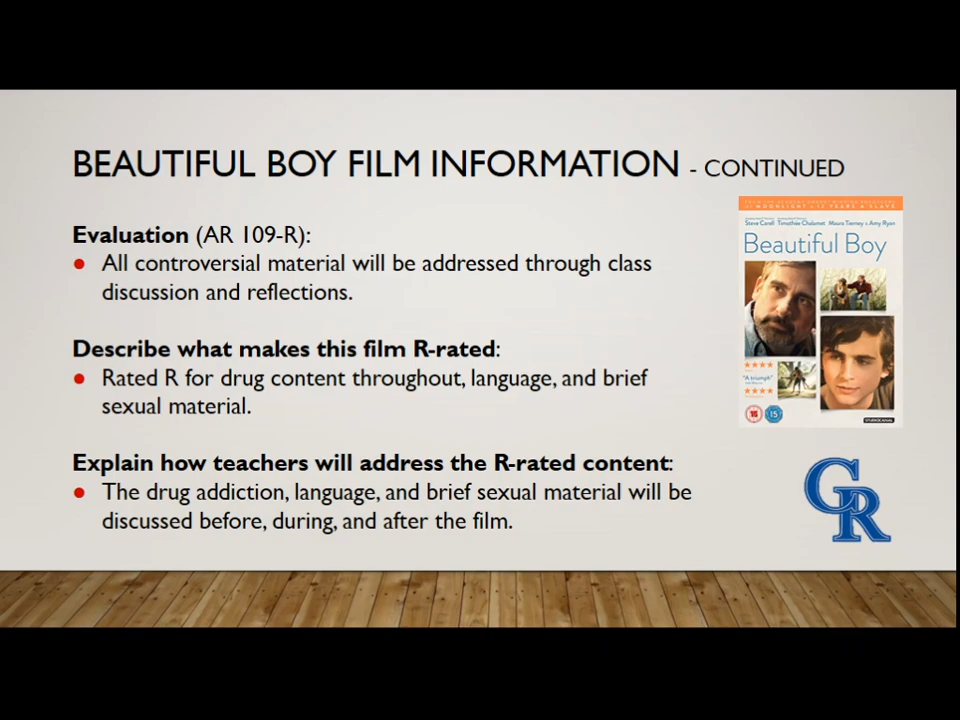 BEAUTIFUL BOY FILM INFORMATION - CONTINUED
Evaluation (AR 109-R):
● All controversial material will be addressed through class
discussion and reflections.
Describe what makes this film R-rated:
● Rated R for drug content throughout, language, and brief
sexual material.
Explain how teachers will address the R-rated content:
● The drug addiction, language, and brief sexual material will be
discussed before, during, and after the film.
Steve Carell Timothée Chalamet Maura Tierney & Amy Ryan
Beautiful Boy
"A triumph"
15 15
STUDIOCANAL
GR